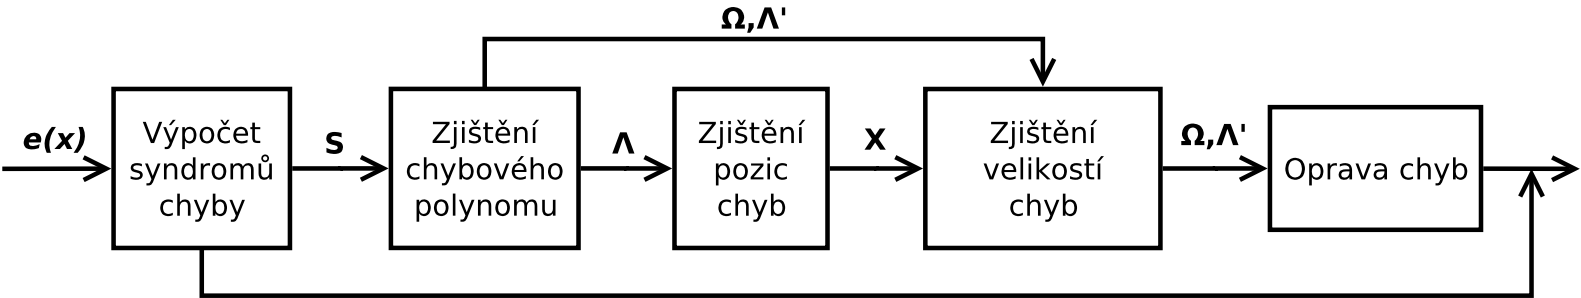 Ω,Λ'
e(x)
Výpočet
syndromů
chyby
S
Zjištění
chybového
polynomu
Λ
Zjištění
pozic
chyb
X
Zjištění
velikostí
chyb
Ω,Λ'
Oprava chyb